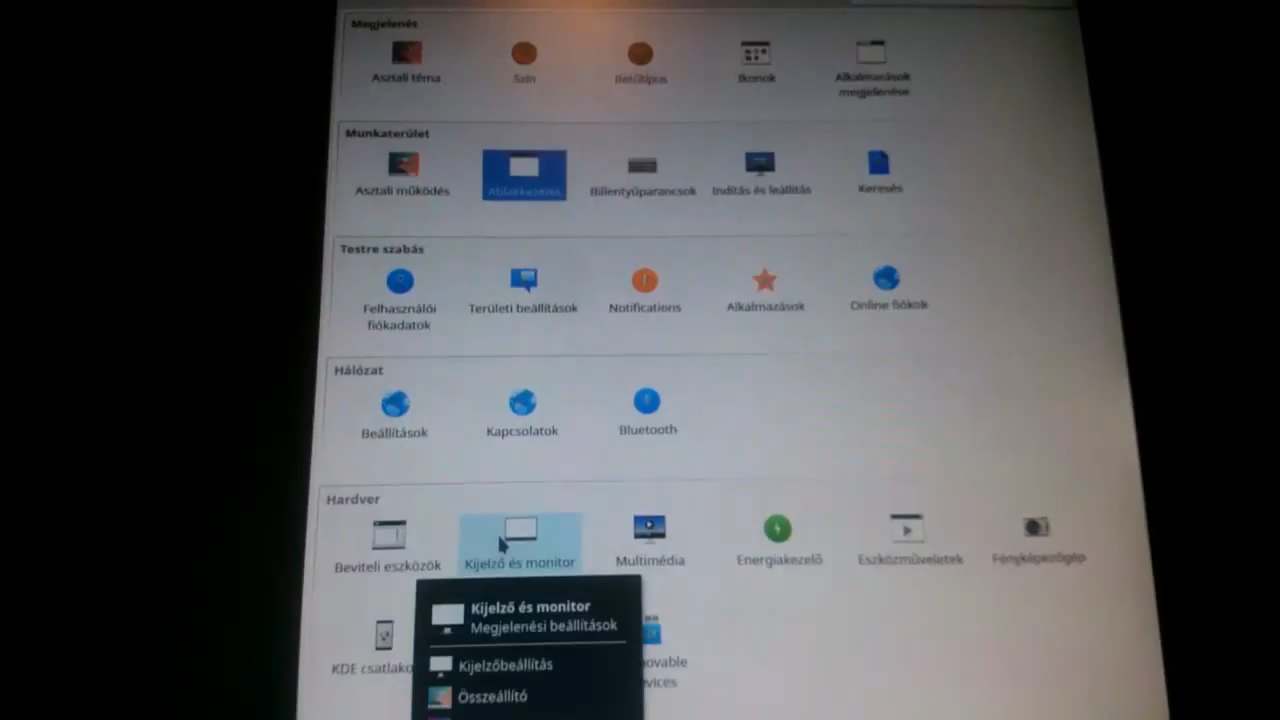 Megjelenés
Asztali téma
Szín
Betűtípus
Ikonok
Alkalmazások
megjelenése
Munkaterület
Asztali működés
Ablakkezelés
Billentyűparancsok
Indítás és leállítás
Keresés
Testre szabás
Felhasználói
fiókadatok
Területi beállítások
Notifications
Alkalmazások
Online fiókok
Hálózat
Beállítások
Kapcsolatok
Bluetooth
Hardver
Beviteli eszközök
Kijelző és monitor
Multimédia
Energiakezelő
Eszközműveletek
Fényképezőgép
KDE csatlako
ovable
vices
Kijelző és monitor
Megjelenési beállítások
Kijelzőbeállítás
Összeállító